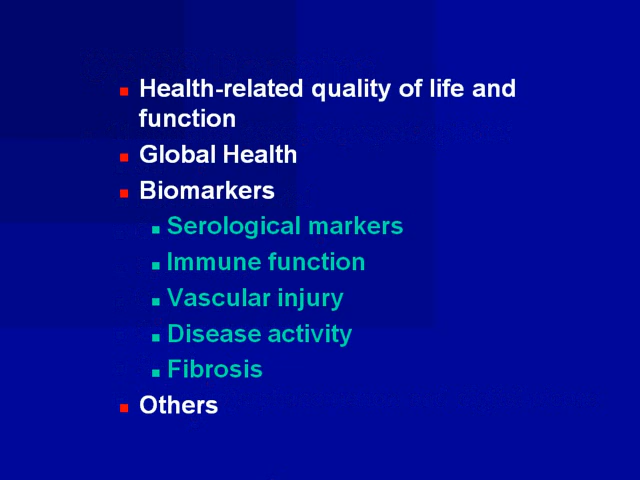 Health-related quality of life and
function
Global Health
Biomarkers
Serological markers
Immune function
Vascular injury
Disease activity
Fibrosis
Others